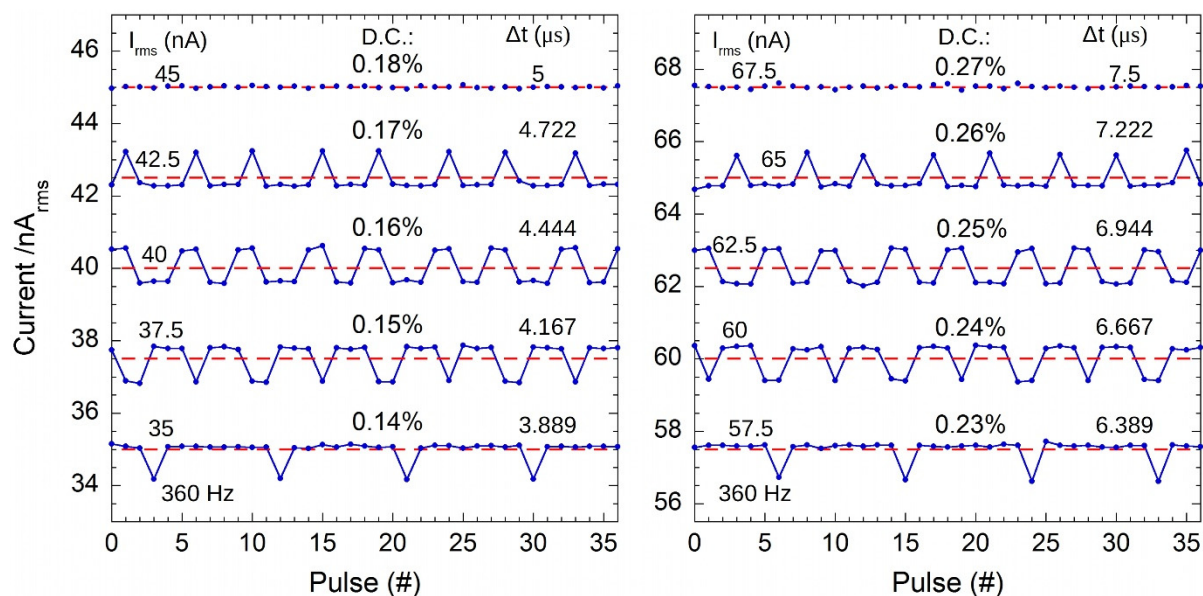 I_rms (nA) D.C.: Δt (μs)
46
45 0.18% 5
44
0.17% 4.722
42.5
42
0.16% 4.444
40
40
38
37.5 0.15% 4.167
36
35 0.14% 3.889
34
360 Hz
0 5 10 15 20 25 30 35
Pulse (#)
Current /nA_rms
I_rms (nA) D.C.: Δt (μs)
68
67.5 0.27% 7.5
66
0.26% 7.222
65
64
62.5 0.25% 6.944
62
60 0.24% 6.667
60
58
57.5 0.23% 6.389
56
360 Hz
0 5 10 15 20 25 30 35
Pulse (#)